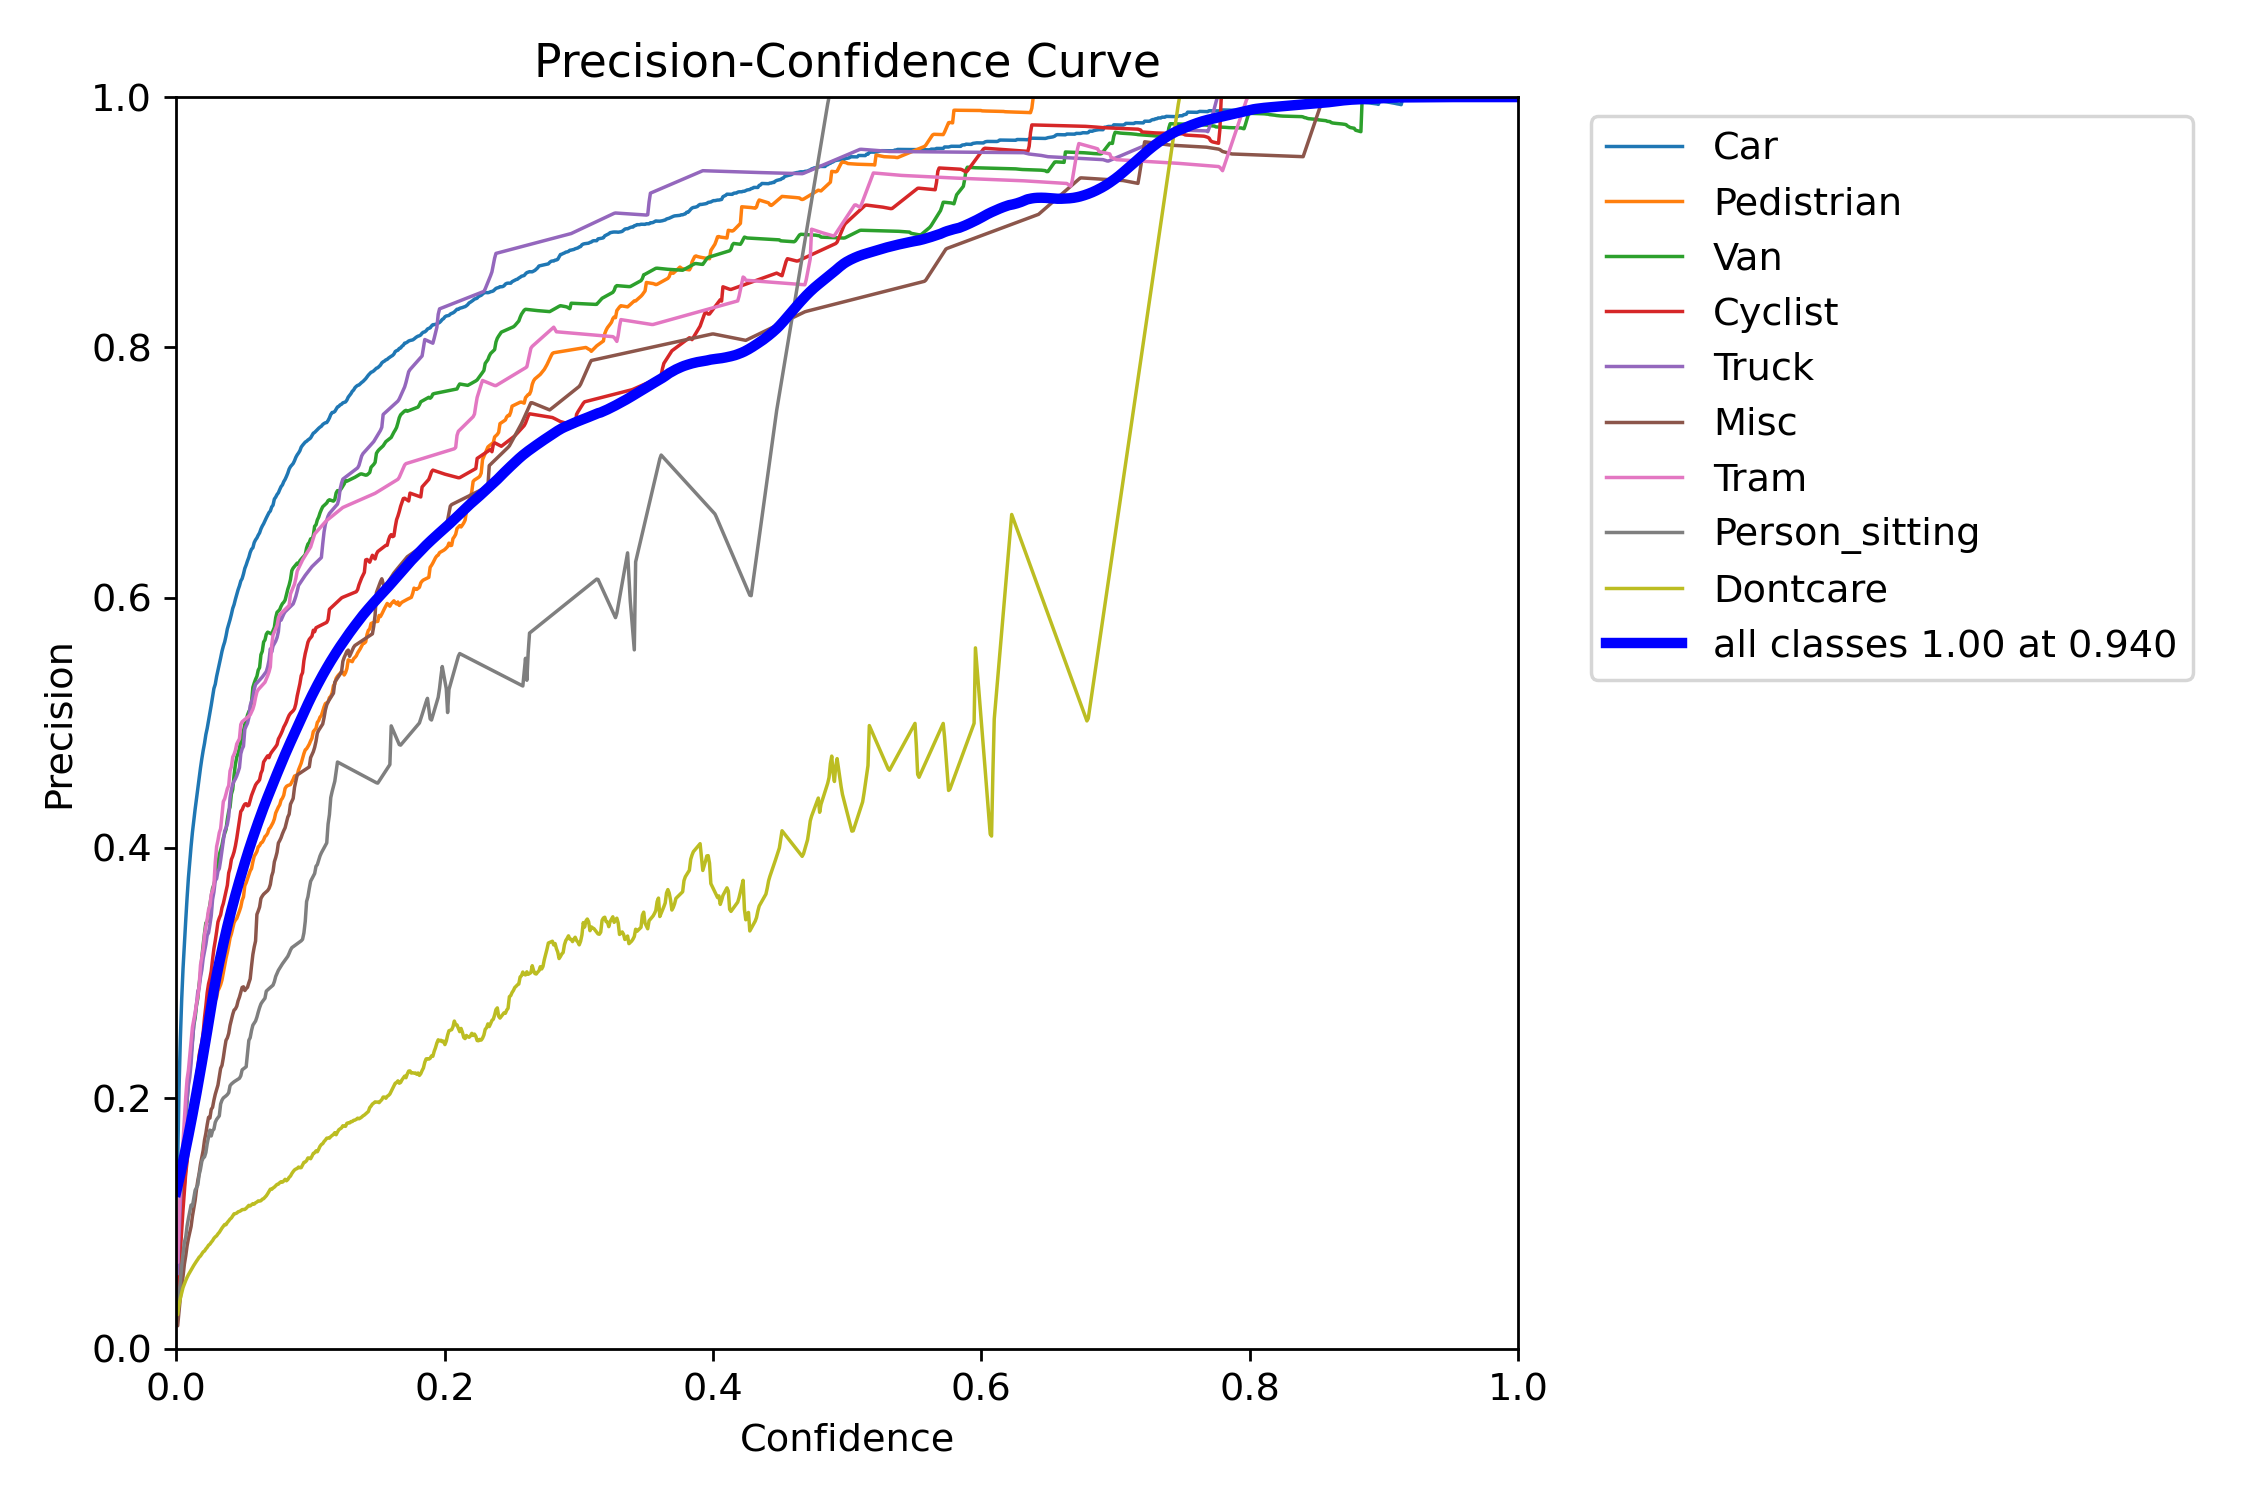 Precision-Confidence Curve
1.0
0.8
0.6
0.4
0.2
0.0
Precision
0.0 0.2 0.4 0.6 0.8 1.0
Confidence
Car
Pedistrian
Van
Cyclist
Truck
Misc
Tram
Person_sitting
Dontcare
all classes 1.00 at 0.940